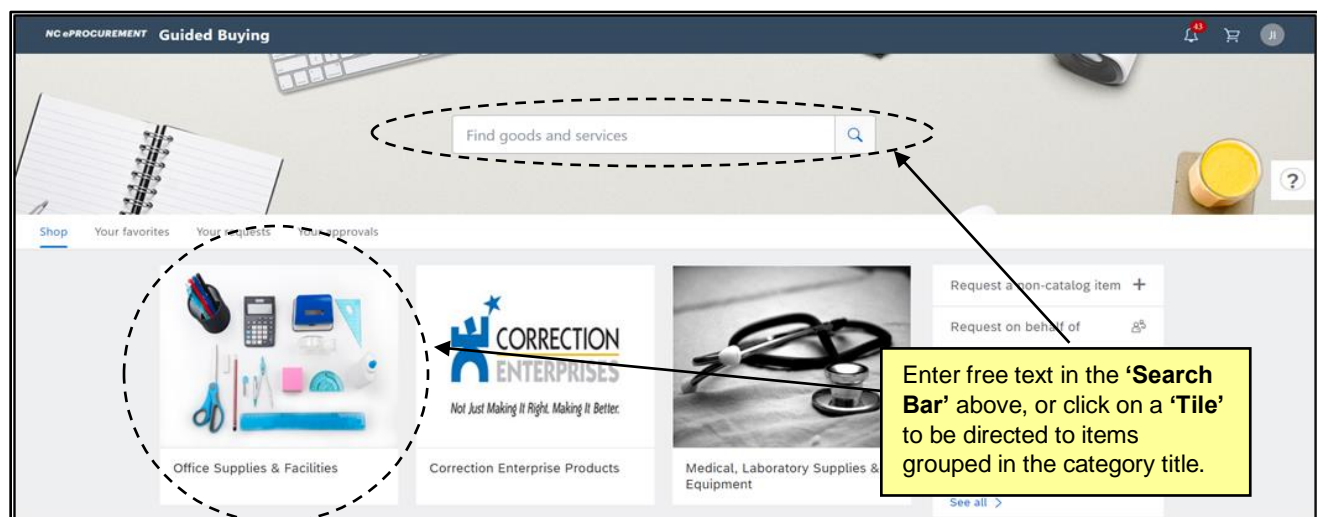 NC ePROCUREMENT Guided Buying
43
JI
Find goods and services
?
Shop Your favorites Your requests Your approvals
CORRECTION
ENTERPRISES
Not Just Making It Right. Making It Better.
Request a non-catalog item +
Request on behalf of
Enter free text in the ‘Search
Bar’ above, or click on a ‘Tile’
to be directed to items
grouped in the category title.
Office Supplies & Facilities
Correction Enterprise Products
Medical, Laboratory Supplies &
Equipment
See all >